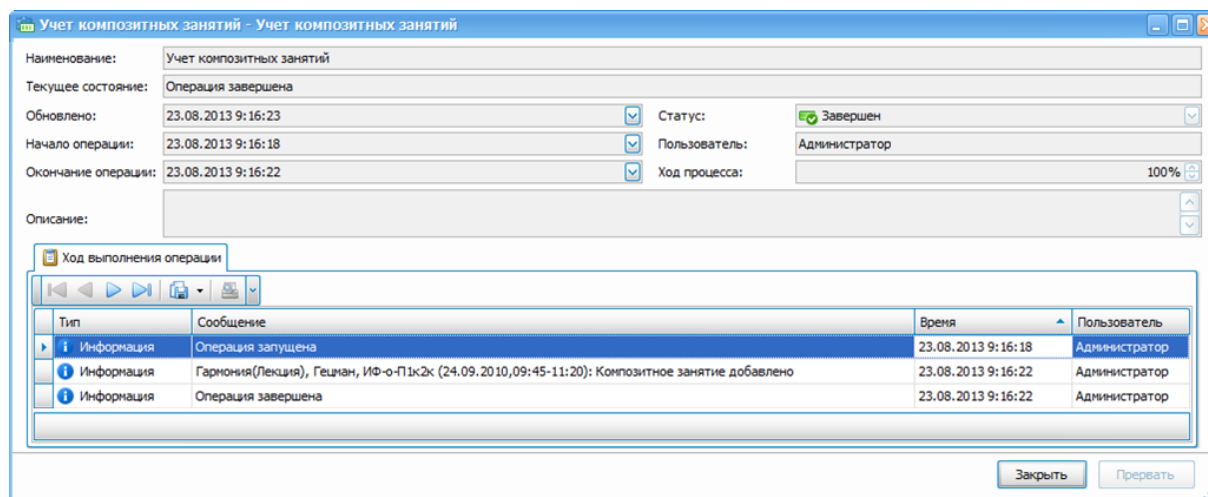 Учет композитных занятий - Учет композитных занятий
Наименование: Учет композитных занятий
Текущее состояние: Операция завершена
Обновлено: 23.08.2013 9:16:23 Статус: Завершен
Начало операции: 23.08.2013 9:16:18 Пользователь: Администратор
Окончание операции: 23.08.2013 9:16:22 Ход процесса: 100%
Описание:
Ход выполнения операции
Тип Сообщение Время Пользователь
Информация Операция запущена 23.08.2013 9:16:18 Администратор
Информация Гармония(Лекция), Гецман, ИФ-о-П1к2к (24.09.2010,09:45-11:20): Композитное занятие добавлено 23.08.2013 9:16:22 Администратор
Информация Операция завершена 23.08.2013 9:16:22 Администратор
Закрыть Прервать